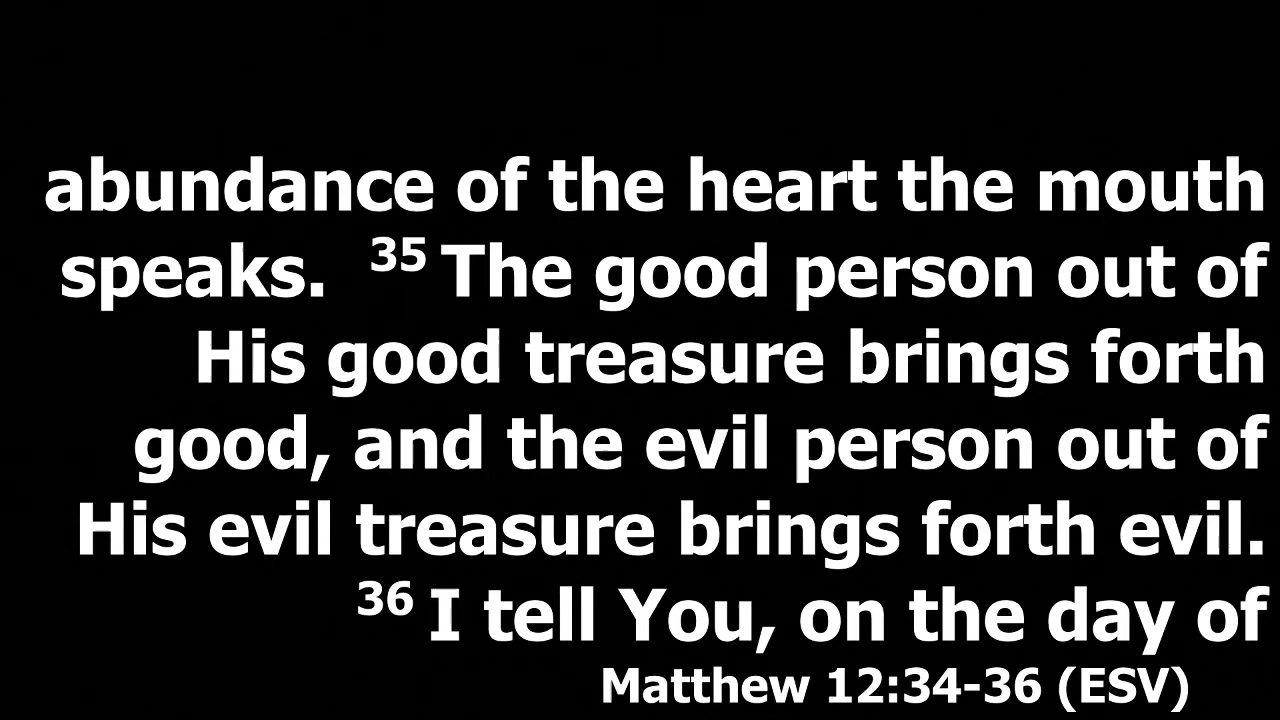 abundance of the heart the mouth
speaks. 35 The good person out of
His good treasure brings forth
good, and the evil person out of
His evil treasure brings forth evil.
36 I tell You, on the day of
Matthew 12:34-36 (ESV)